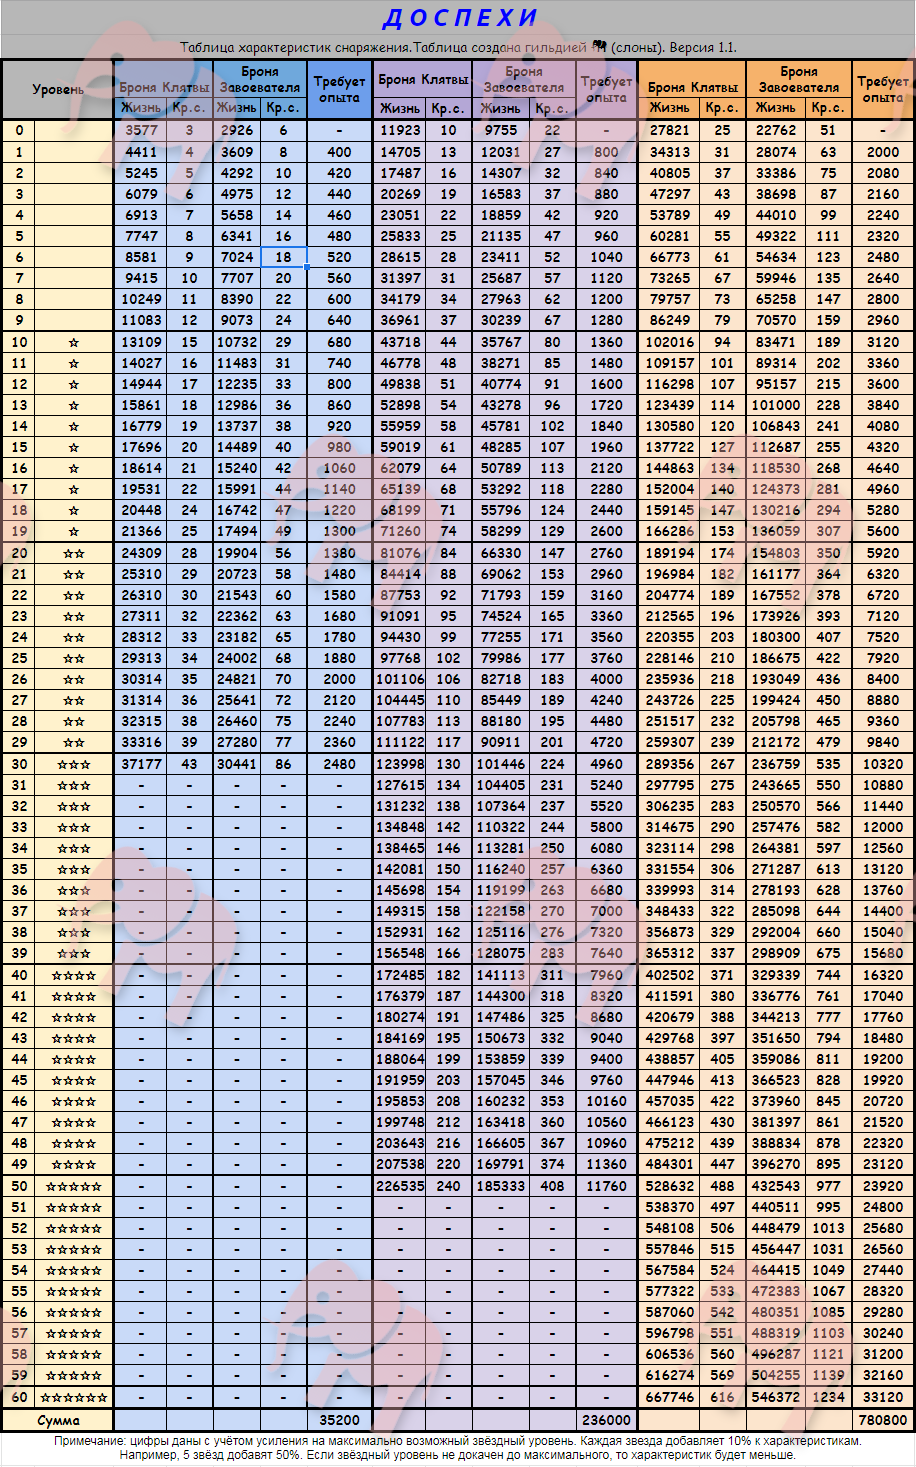 ДОСПЕХИ
Таблица характеристик снаряжения.Таблица создана гильдией (слоны). Версия 1.1.
Уровень Броня Клятвы Броня Завоевателя Требует опыта Броня Клятвы Броня Завоевателя Требует опыта Броня Клятвы Броня Завоевателя Требует опыта
Жизнь Кр.с. Жизнь Кр.с. Жизнь Кр.с. Жизнь Кр.с. Жизнь Кр.с. Жизнь Кр.с.
0 3577 3 2926 6 - 11923 10 9755 22 - 27821 25 22762 51 -
1 4411 4 3609 8 400 14705 13 12031 27 800 34313 31 28074 63 2000
2 5245 5 4292 10 420 17487 16 14307 32 840 40805 37 33386 75 2080
3 6079 6 4975 12 440 20269 19 16583 37 880 47297 43 38698 87 2160
4 6913 7 5658 14 460 23051 22 18859 42 920 53789 49 44010 99 2240
5 7747 8 6341 16 480 25833 25 21135 47 960 60281 55 49322 111 2320
6 8581 9 7024 18 520 28615 28 23411 52 1040 66773 61 54634 123 2480
7 9415 10 7707 20 560 31397 31 25687 57 1120 73265 67 59946 135 2640
8 10249 11 8390 22 600 34179 34 27963 62 1200 79757 73 65258 147 2800
9 11083 12 9073 24 640 36961 37 30239 67 1280 86249 79 70570 159 2960
10 ☆ 13109 15 10732 29 680 43718 44 35767 80 1360 102016 94 83471 189 3120
11 ☆ 14027 16 11483 31 740 46778 48 38271 85 1480 109157 101 89314 202 3360
12 ☆ 14944 17 12235 33 800 49838 51 40774 91 1600 116298 107 95157 215 3600
13 ☆ 15861 18 12986 36 860 52898 54 43278 96 1720 123439 114 101000 228 3840
14 ☆ 16779 19 13737 38 920 55959 58 45781 102 1840 130580 120 106843 241 4080
15 ☆ 17696 20 14489 40 980 59019 61 48285 107 1960 137722 127 112687 255 4320
16 ☆ 18614 21 15240 42 1060 62079 64 50789 113 2120 144863 134 118530 268 4640
17 ☆ 19531 22 15991 44 1140 65139 68 53292 118 2280 152004 140 124373 281 4960
18 ☆ 20448 24 16742 47 1220 68199 71 55796 124 2440 159145 147 130216 294 5280
19 ☆ 21366 25 17494 49 1300 71260 74 58299 129 2600 166286 153 136059 307 5600
20 ☆☆ 24309 28 19904 56 1380 81076 84 66330 147 2760 189194 174 154803 350 5920
21 ☆☆ 25310 29 20723 58 1480 84414 88 69062 153 2960 196984 182 161177 364 6320
22 ☆☆ 26310 30 21543 60 1580 87753 92 71793 159 3160 204774 189 167552 378 6720
23 ☆☆ 27311 32 22362 63 1680 91091 95 74524 165 3360 212565 196 173926 393 7120
24 ☆☆ 28312 33 23182 65 1780 94430 99 77255 171 3560 220355 203 180300 407 7520
25 ☆☆ 29313 34 24002 68 1880 97768 102 79986 177 3760 228146 210 186675 422 7920
26 ☆☆ 30314 35 24821 70 2000 101106 106 82718 183 4000 235936 218 193049 436 8400
27 ☆☆ 31314 36 25641 72 2120 104445 110 85449 189 4240 243726 225 199424 450 8880
28 ☆☆ 32315 38 26460 75 2240 107783 113 88180 195 4480 251517 232 205798 465 9360
29 ☆☆ 33316 39 27280 77 2360 111122 117 90911 201 4720 259307 239 212172 479 9840
30 ☆☆☆ 37177 43 30441 86 2480 123998 130 101446 224 4960 289356 267 236759 535 10320
31 ☆☆☆ - - - - - 127615 134 104405 231 5240 297795 275 243665 550 10880
32 ☆☆☆ - - - - - 131232 138 107364 237 5520 306235 283 250570 566 11440
33 ☆☆☆ - - - - - 134848 142 110322 244 5800 314675 290 257476 582 12000
34 ☆☆☆ - - - - - 138465 146 113281 250 6080 323114 298 264381 597 12560
35 ☆☆☆ - - - - - 142081 150 116240 257 6360 331554 306 271287 613 13120
36 ☆☆☆ - - - - - 145698 154 119199 263 6680 339993 314 278193 628 13760
37 ☆☆☆ - - - - - 149315 158 122158 270 7000 348433 322 285098 644 14400
38 ☆☆☆ - - - - - 152931 162 125116 276 7320 356873 329 292004 660 15040
39 ☆☆☆ - - - - - 156548 166 128075 283 7640 365312 337 298909 675 15680
40 ☆☆☆☆ - - - - - 172485 182 141113 311 7960 402502 371 329339 744 16320
41 ☆☆☆☆ - - - - - 176379 187 144300 318 8320 411591 380 336776 761 17040
42 ☆☆☆☆ - - - - - 180274 191 147486 325 8680 420679 388 344213 777 17760
43 ☆☆☆☆ - - - - - 184169 195 150673 332 9040 429768 397 351650 794 18480
44 ☆☆☆☆ - - - - - 188064 199 153859 339 9400 438857 405 359086 811 19200
45 ☆☆☆☆ - - - - - 191959 203 157045 346 9760 447946 413 366523 828 19920
46 ☆☆☆☆ - - - - - 195853 208 160232 353 10160 457035 422 373960 845 20720
47 ☆☆☆☆ - - - - - 199748 212 163418 360 10560 466123 430 381397 861 21520
48 ☆☆☆☆ - - - - - 203643 216 166605 367 10960 475212 439 388834 878 22320
49 ☆☆☆☆ - - - - - 207538 220 169791 374 11360 484301 447 396270 895 23120
50 ☆☆☆☆☆ - - - - - 226535 240 185333 408 11760 528632 488 432543 977 23920
51 ☆☆☆☆☆ - - - - - - - - - - 538370 497 440511 995 24800
52 ☆☆☆☆☆ - - - - - - - - - - 548108 506 448479 1013 25680
53 ☆☆☆☆☆ - - - - - - - - - - 557846 515 456447 1031 26560
54 ☆☆☆☆☆ - - - - - - - - - - 567584 524 464415 1049 27440
55 ☆☆☆☆☆ - - - - - - - - - - 577322 533 472383 1067 28320
56 ☆☆☆☆☆ - - - - - - - - - - 587060 542 480351 1085 29280
57 ☆☆☆☆☆ - - - - - - - - - - 596798 551 488319 1103 30240
58 ☆☆☆☆☆ - - - - - - - - - - 606536 560 496287 1121 31200
59 ☆☆☆☆☆ - - - - - - - - - - 616274 569 504255 1139 32160
60 ☆☆☆☆☆☆ - - - - - - - - - - 667746 616 546372 1234 33120
Сумма 35200 236000 780800
Примечание: цифры даны с учётом усиления на максимально возможный звёздный уровень. Каждая звезда добавляет 10% к характеристикам.
Например, 5 звёзд добавят 50%. Если звёздный уровень не докачен до максимального, то характеристик будет меньше.